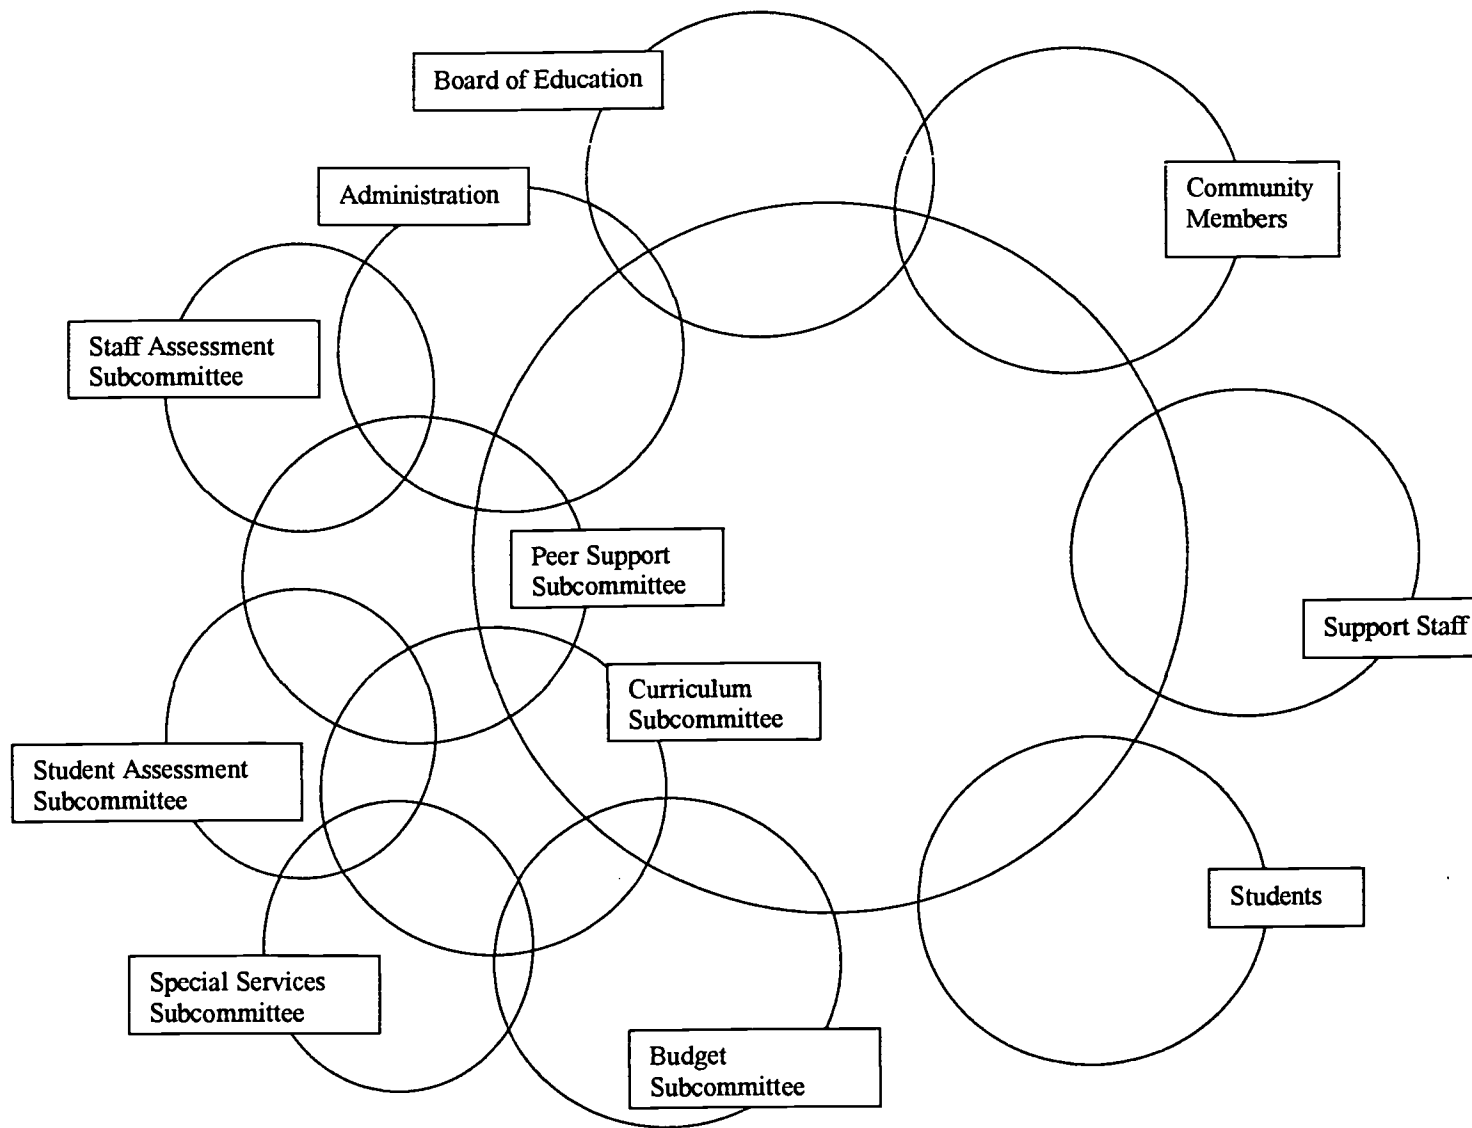 Board of Education
Administration
Community
Members
Staff Assessment
Subcommittee
Peer Support
Subcommittee
Support Staff
Curriculum
Subcommittee
Student Assessment
Subcommittee
Students
Special Services
Subcommittee
Budget
Subcommittee